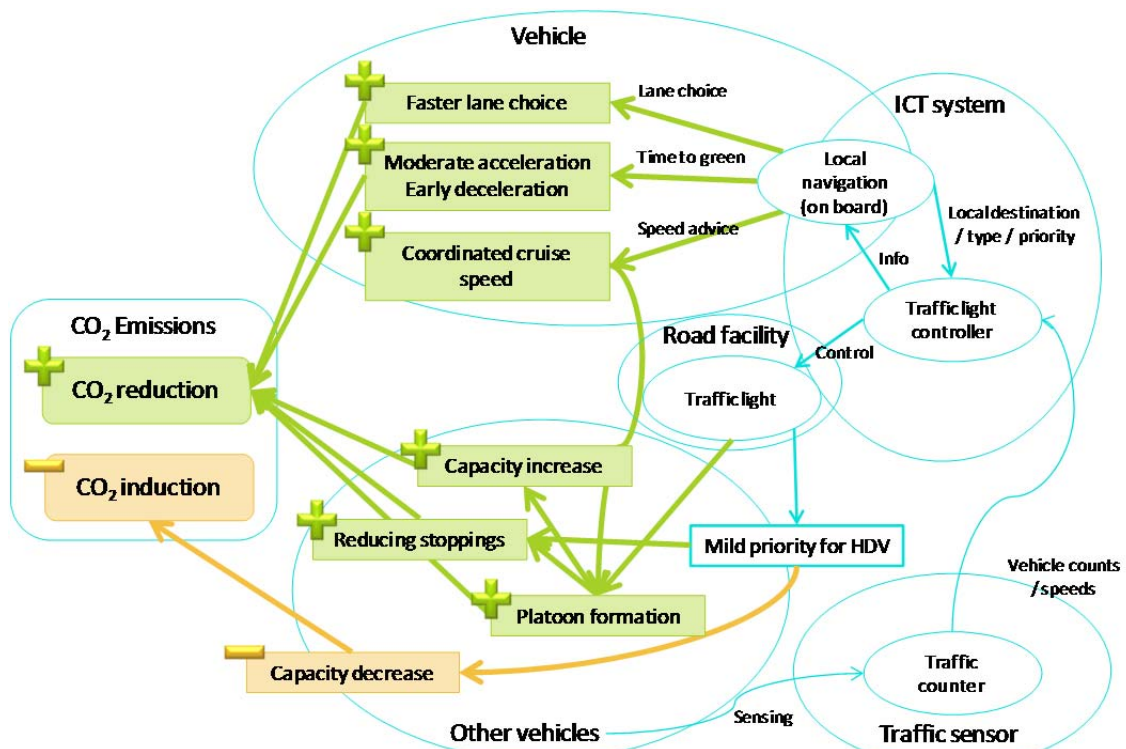 Vehicle
Faster lane choice
Lane choice
ICT system
Moderate acceleration
Early deceleration
Time to green
Local
navigation
(on board)
Local destination
/ type / priority
Speed advice
Coordinated cruise
speed
Info
CO₂ Emissions
Traffic light
controller
Road facility
Control
CO₂ reduction
Traffic light
Capacity increase
CO₂ induction
Reducing stoppings
Mild priority for HDV
Vehicle counts
/ speeds
Platoon formation
Capacity decrease
Traffic
counter
Other vehicles
Sensing
Traffic sensor